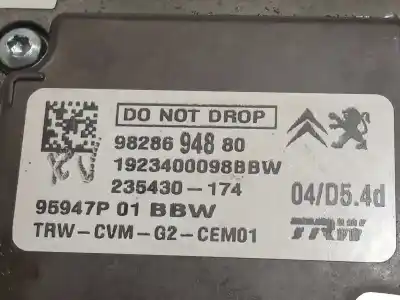 DO NOT DROP
98286 948 80
1923400098BBW
235430-174
04/D5.4d
95947P 01 BBW
TRW-CVM-G2-CEM01
TRW